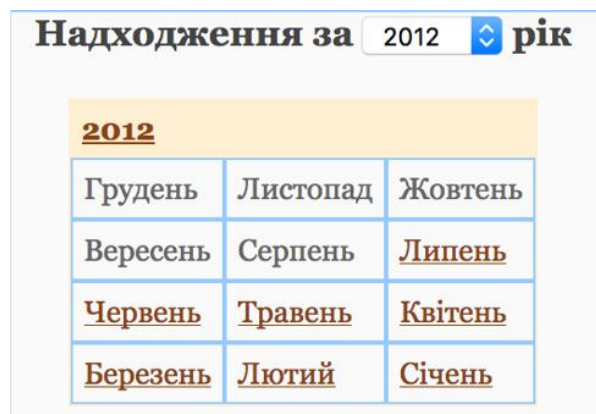 Надходження за 2012 рік
2012
Грудень Листопад Жовтень
Вересень Серпень Липень
Червень Травень Квітень
Березень Лютий Січень